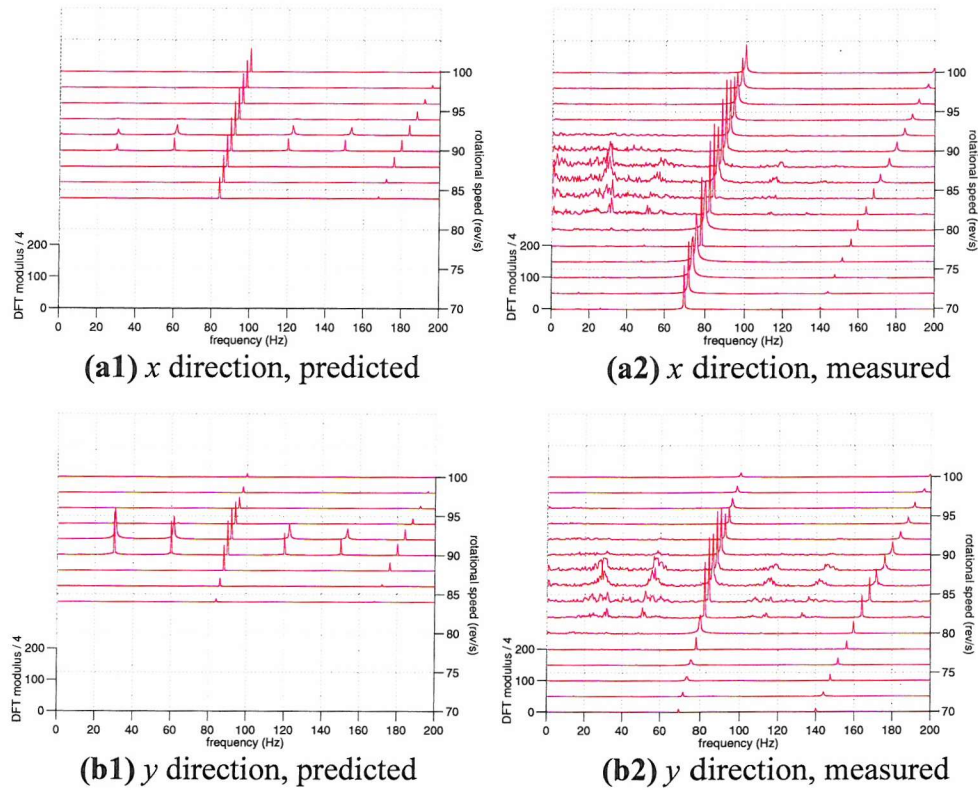 100
95
90
85
80
75
70
rotational speed (rev/s)
200
100
0
DFT modulus / 4
0 20 40 60 80 100 120 140 160 180 200
frequency (Hz)
(a1) x direction, predicted
100
95
90
85
80
75
70
rotational speed (rev/s)
200
100
0
DFT modulus / 4
0 20 40 60 80 100 120 140 160 180 200
frequency (Hz)
(a2) x direction, measured
100
95
90
85
80
75
70
rotational speed (rev/s)
200
100
0
DFT modulus / 4
0 20 40 60 80 100 120 140 160 180 200
frequency (Hz)
(b1) y direction, predicted
100
95
90
85
80
75
70
rotational speed (rev/s)
200
100
0
DFT modulus / 4
0 20 40 60 80 100 120 140 160 180 200
frequency (Hz)
(b2) y direction, measured